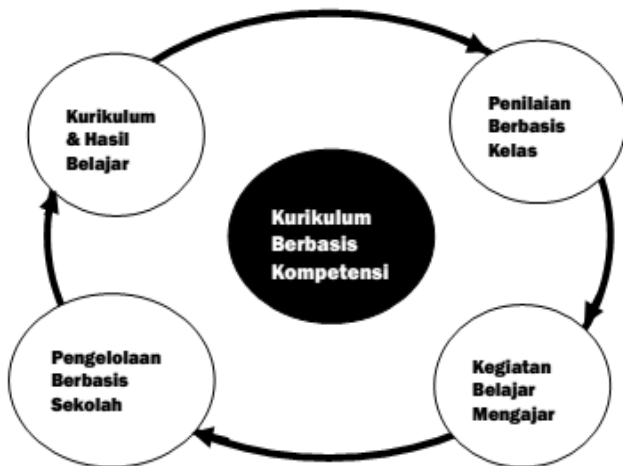 Kurikulum
& Hasil
Belajar
Penilaian
Berbasis
Kelas
Kurikulum
Berbasis
Kompetensi
Pengelolaan
Berbasis
Sekolah
Kegiatan
Belajar
Mengajar